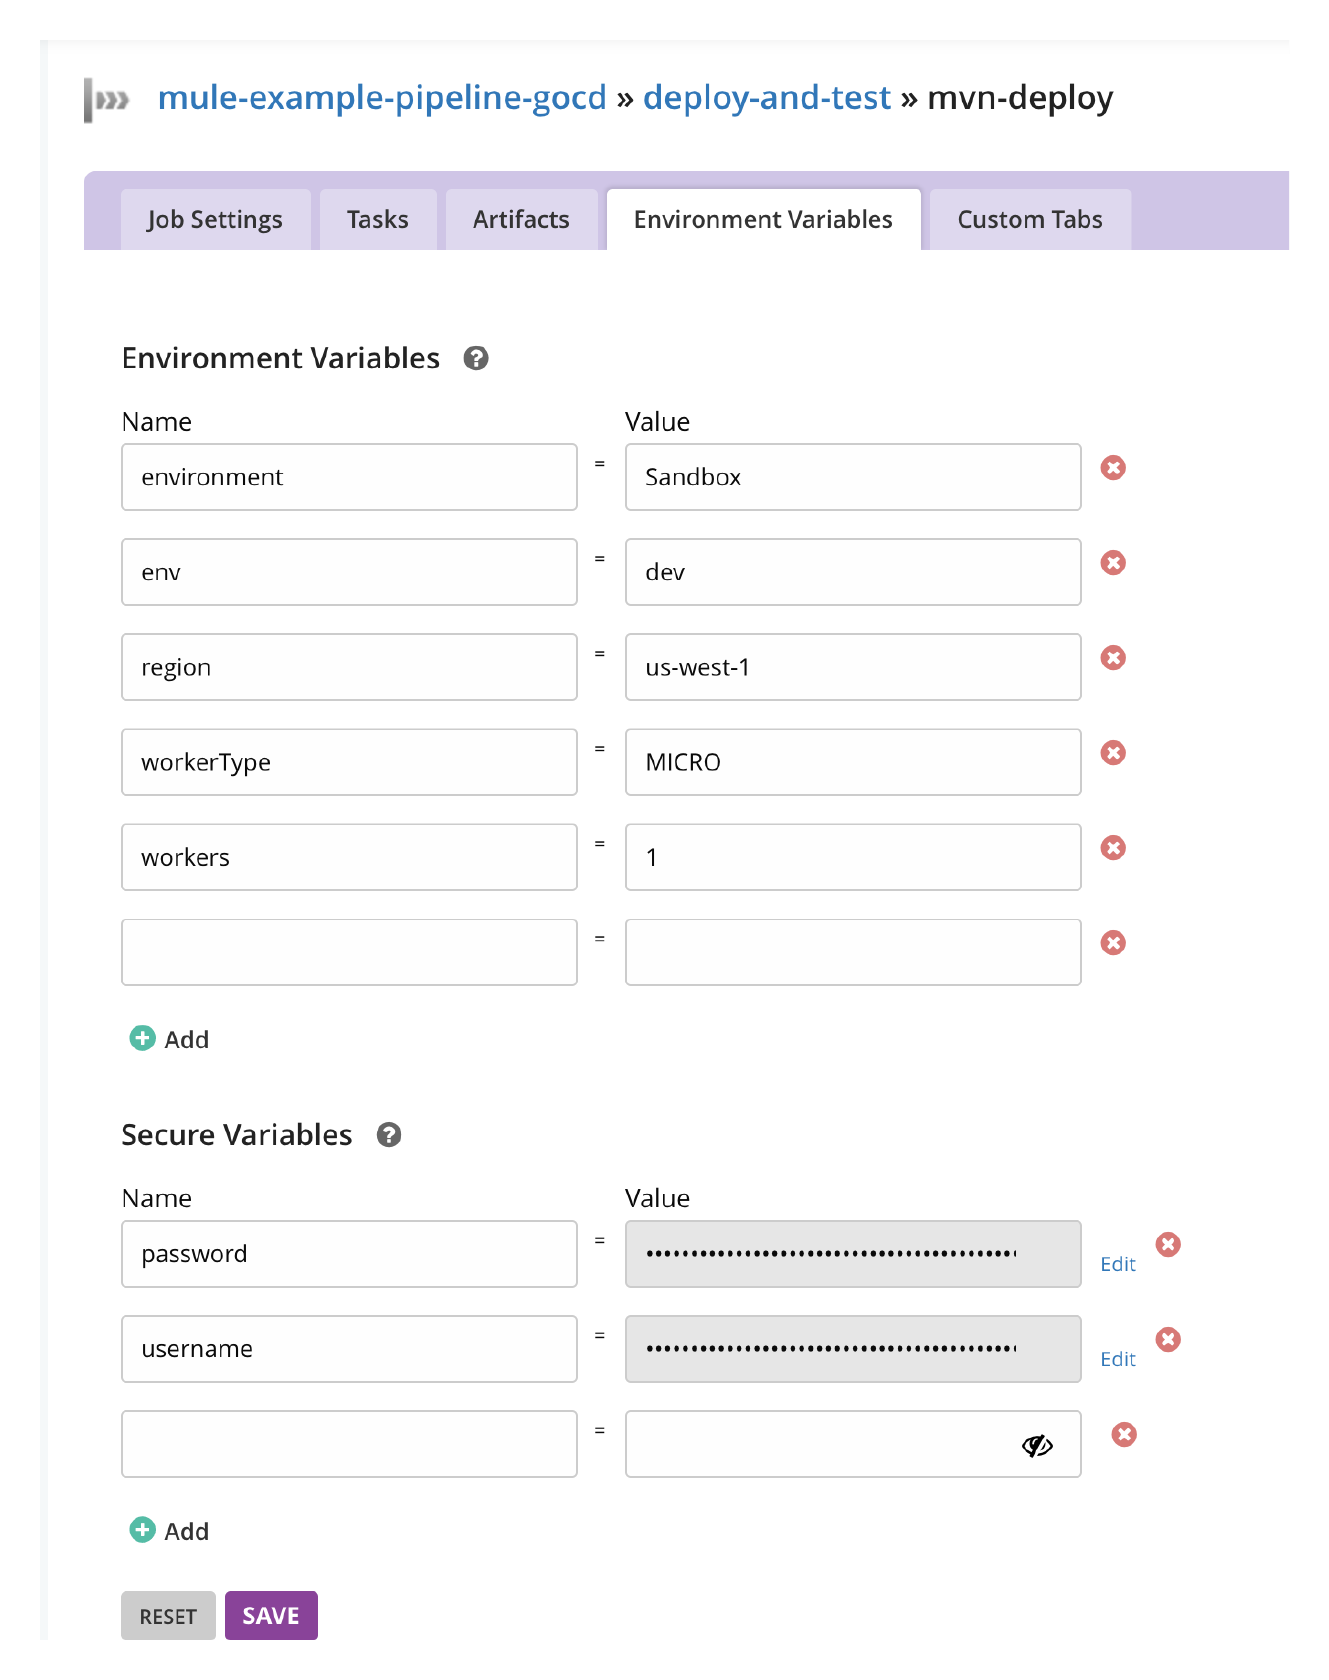 mule-example-pipeline-gocd » deploy-and-test » mvn-deploy
Job Settings Tasks Artifacts Environment Variables Custom Tabs
Environment Variables ?
Name Value
environment = Sandbox
env = dev
region = us-west-1
workerType = MICRO
workers = 1
=
Add
Secure Variables ?
Name Value
password = •••••••••••••••••••••••••••••••••••••••••• Edit
username = •••••••••••••••••••••••••••••••••••••••••• Edit
=
Add
RESET SAVE